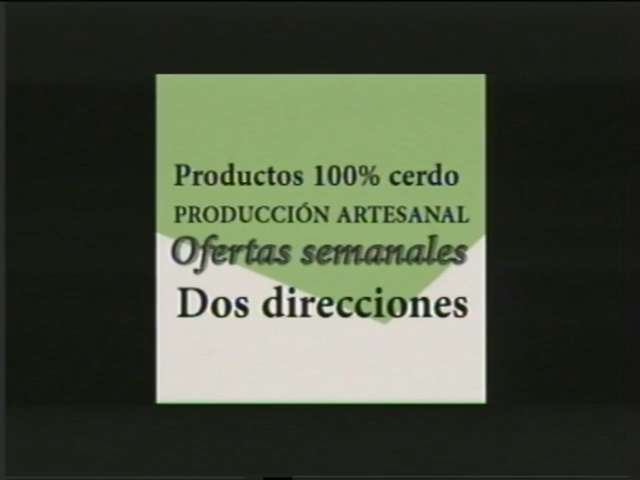 Productos 100% cerdo
PRODUCCIÓN ARTESANAL
Ofertas semanales
Dos direcciones